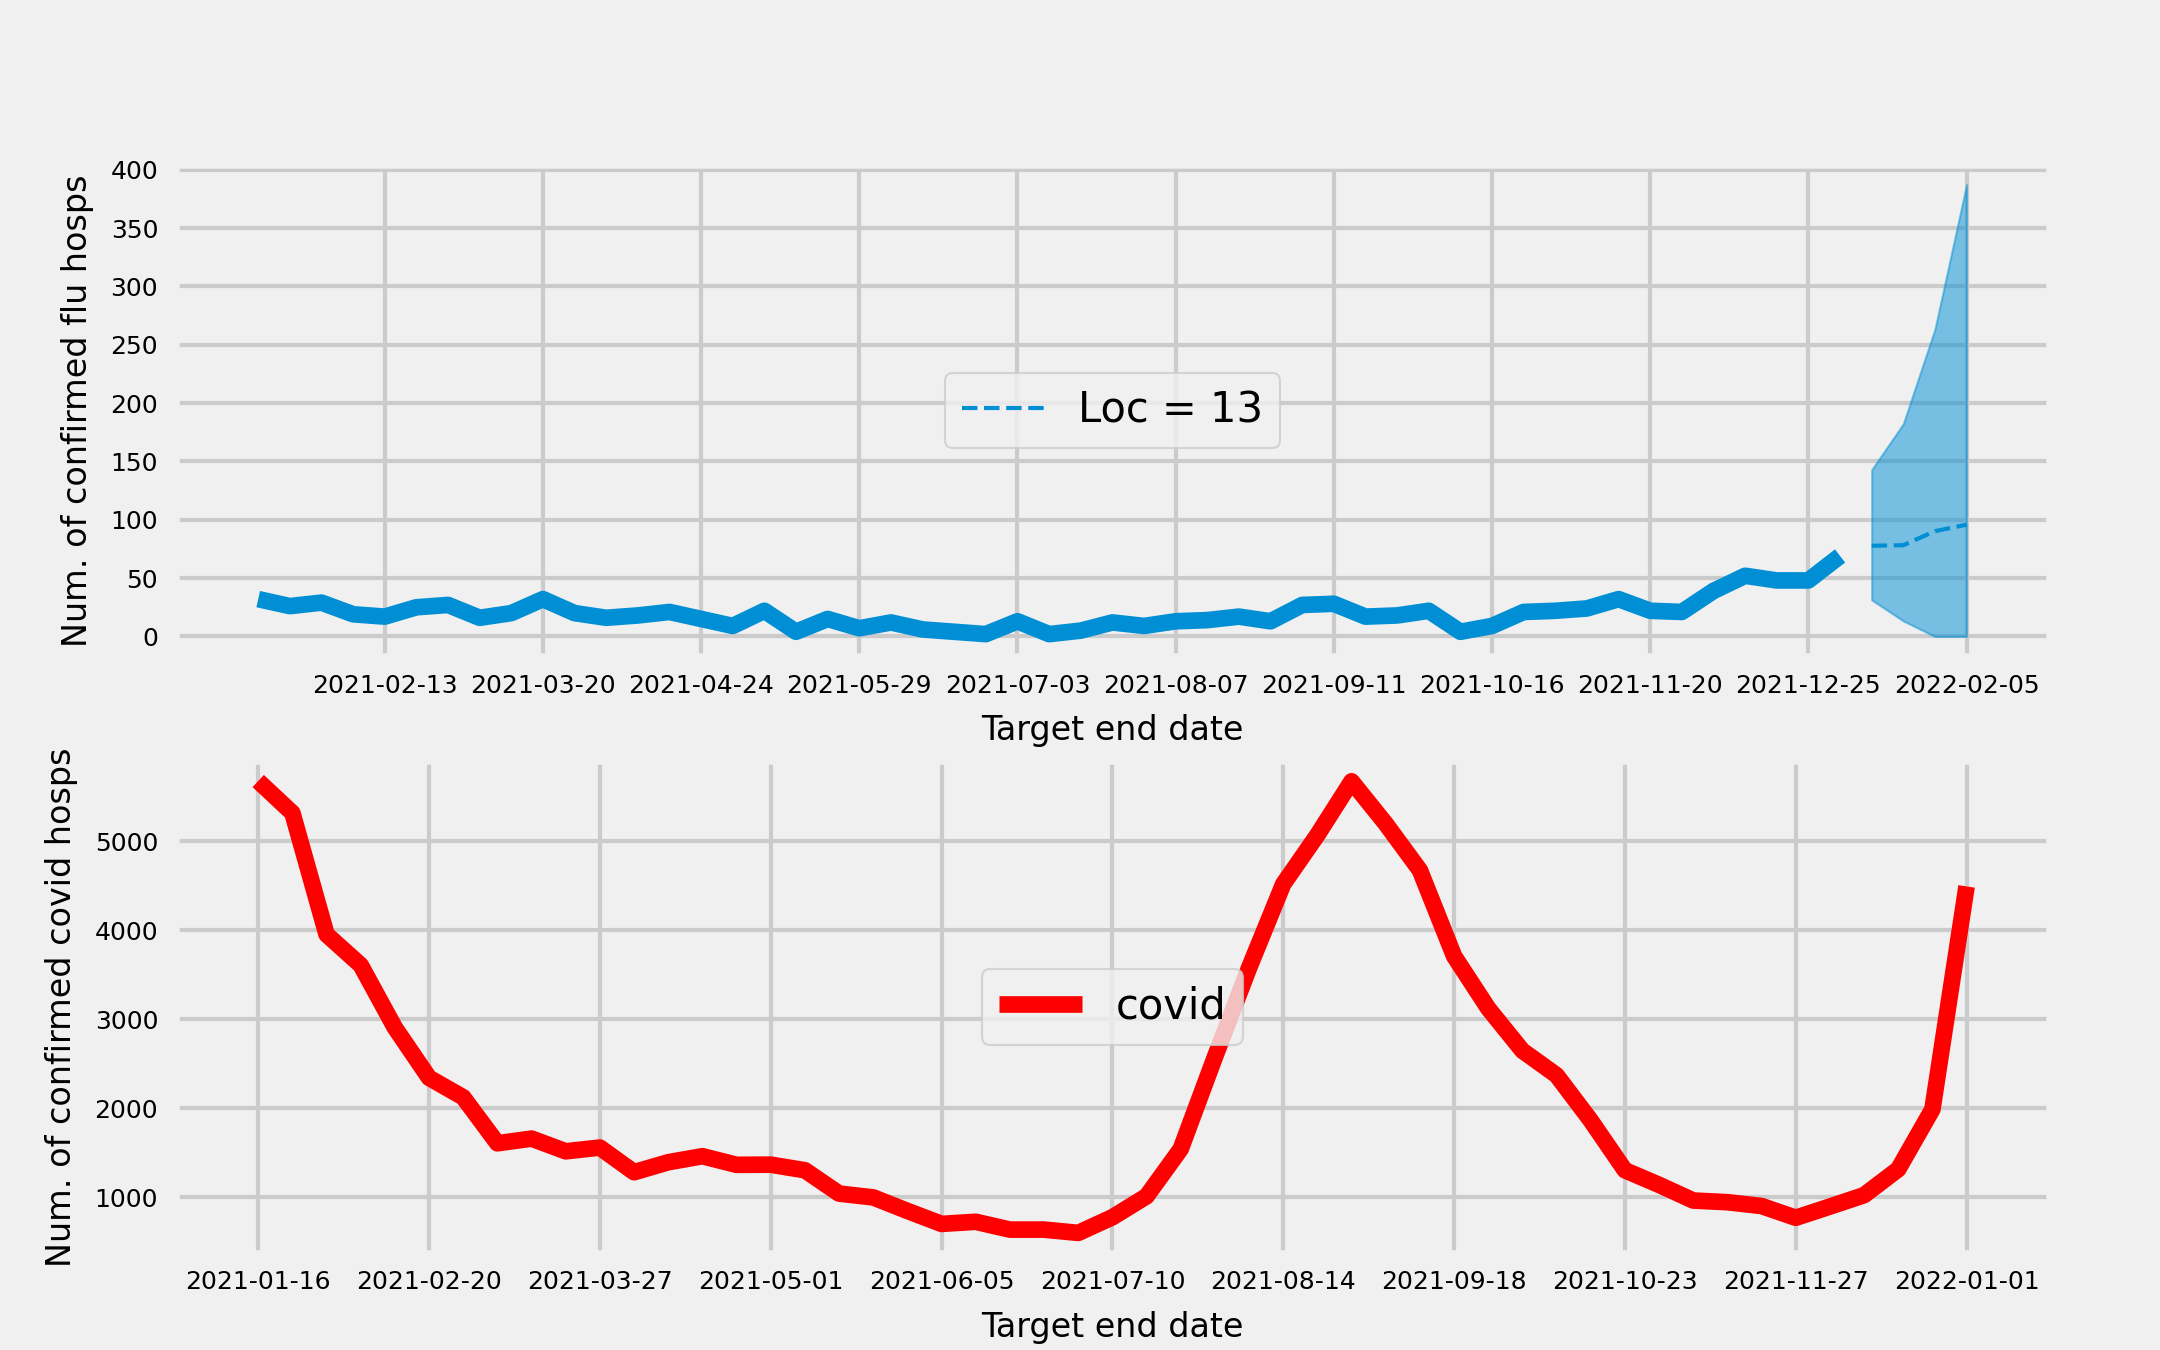 Num. of confirmed flu hosps
400
350
300
250
200
150
100
50
0
Loc = 13
2021-02-13 2021-03-20 2021-04-24 2021-05-29 2021-07-03 2021-08-07 2021-09-11 2021-10-16 2021-11-20 2021-12-25 2022-02-05
Target end date
Num. of confirmed covid hosps
5000
4000
3000
2000
1000
covid
2021-01-16 2021-02-20 2021-03-27 2021-05-01 2021-06-05 2021-07-10 2021-08-14 2021-09-18 2021-10-23 2021-11-27 2022-01-01
Target end date